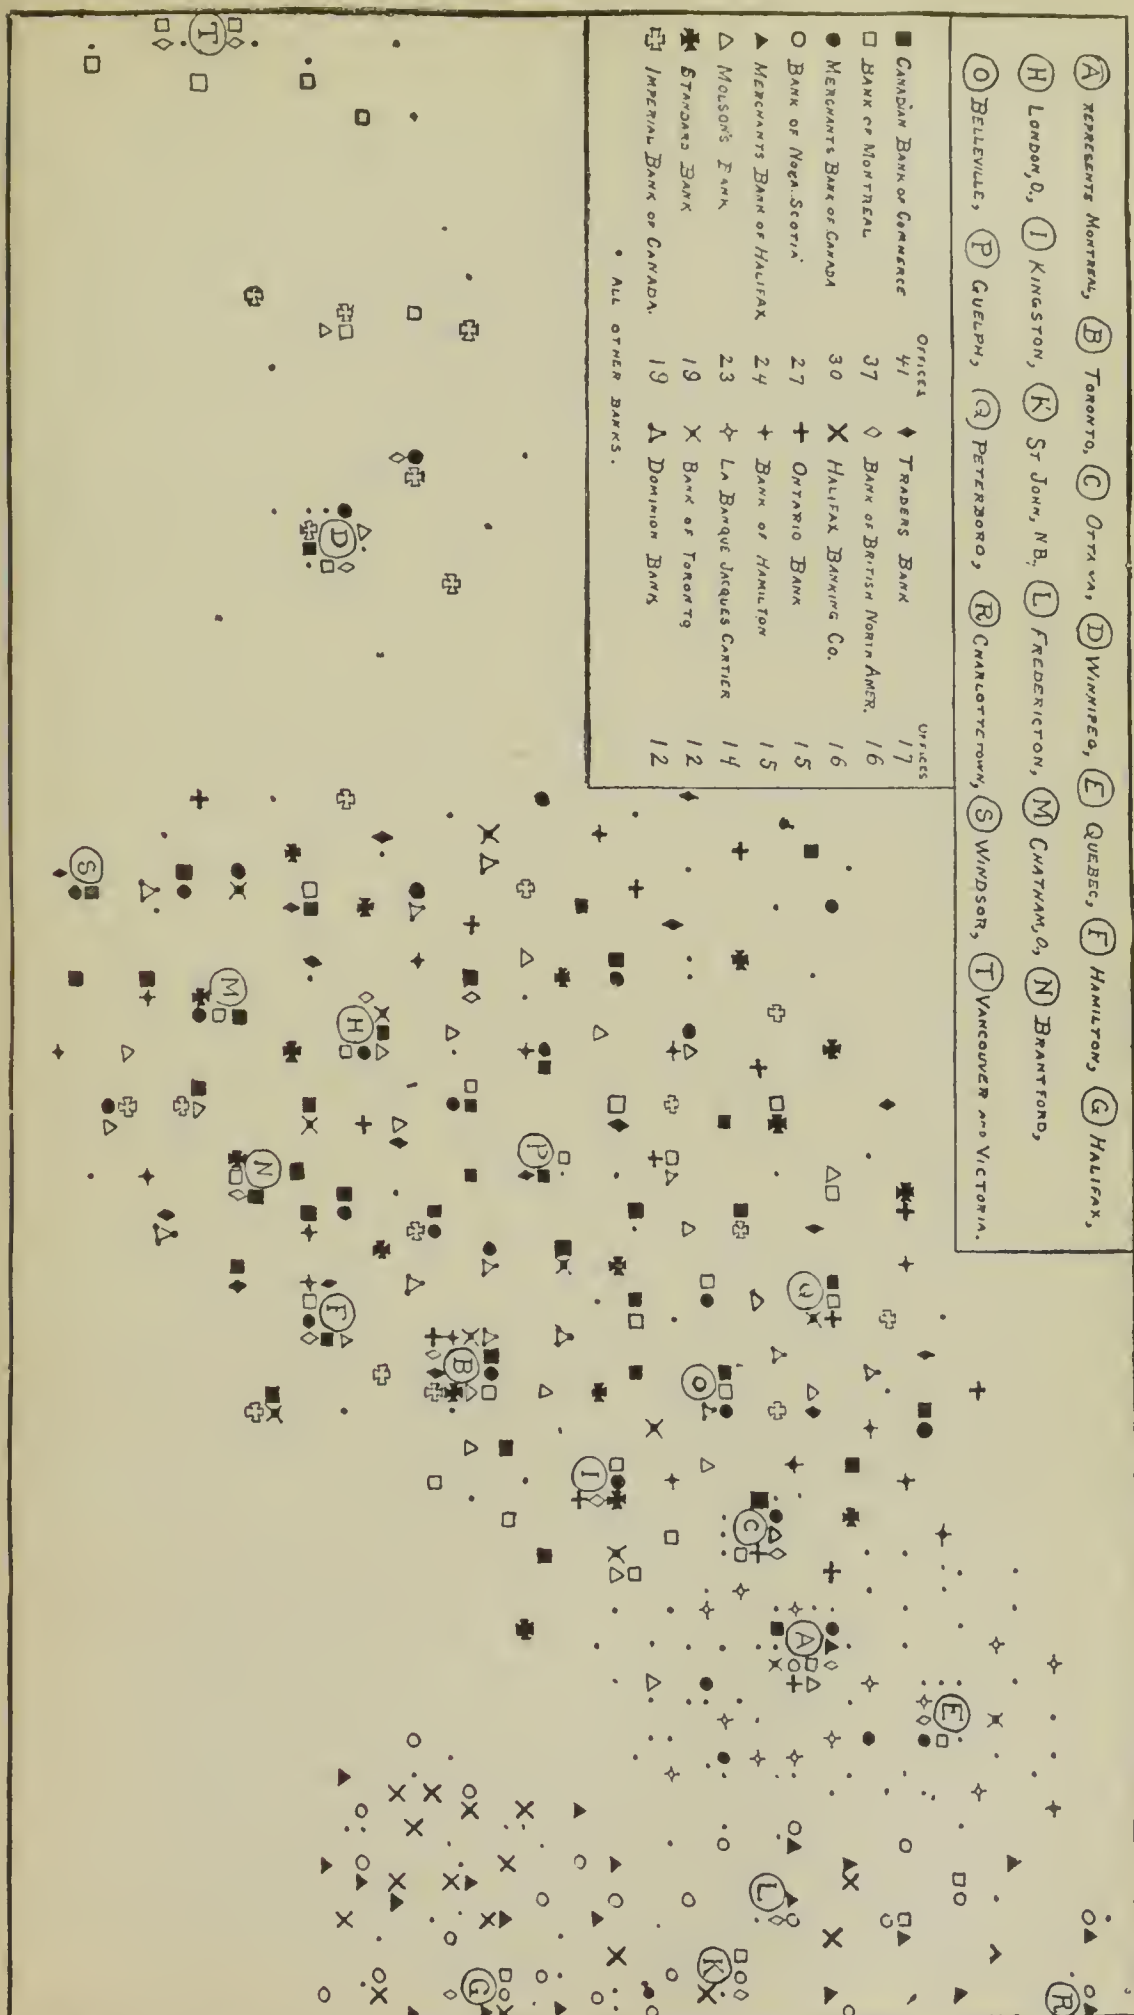 Ⓐ REPRESENTS MONTREAL, Ⓑ TORONTO, Ⓒ OTTAWA, Ⓓ WINNIPEG, Ⓔ QUEBEC, Ⓕ HAMILTON, Ⓖ HALIFAX,
Ⓗ LONDON, O., Ⓘ KINGSTON, Ⓚ ST JOHN, NB, Ⓛ FREDERICTON, Ⓜ CHATHAM, O., Ⓝ BRANTFORD,
Ⓞ BELLEVILLE, Ⓟ GUELPH, Ⓠ PETERBORO, Ⓡ CHARLOTTETOWN, Ⓢ WINDSOR, Ⓣ VANCOUVER AND VICTORIA.
OFFICES OFFICES
■ CANADIAN BANK OF COMMERCE 41 ♦ TRADERS BANK 17
□ BANK OF MONTREAL 37 ◇ BANK OF BRITISH NORTH AMER. 16
● MERCHANTS BANK OF CANADA 30 X HALIFAX BANKING CO. 16
○ BANK OF NOVA SCOTIA 27 + ONTARIO BANK 15
▲ MERCHANTS BANK OF HALIFAX 24 + BANK OF HAMILTON 15
△ MOLSON'S BANK 23 ✧ LA BANQUE JACQUES CARTIER 14
✠ STANDARD BANK 19 X BANK OF TORONTO 12
✠ IMPERIAL BANK OF CANADA. 19 △ DOMINION BANK 12
• ALL OTHER BANKS.
T
D
S
M
H
N
P
F
B
Q
O
I
C
A
E
L
K
G
R